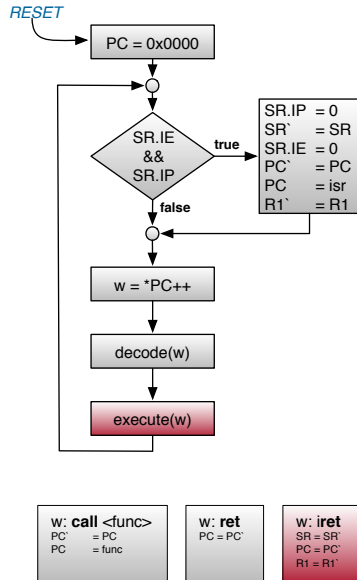 RESET
PC = 0x0000
SR.IE
&&
SR.IP
true
false
SR.IP = 0
SR` = SR
SR.IE = 0
PC` = PC
PC = isr
R1` = R1
w = *PC++
decode(w)
execute(w)
w: call <func>
PC` = PC
PC = func
w: ret
PC = PC`
w: iret
SR = SR`
PC = PC`
R1 = R1`